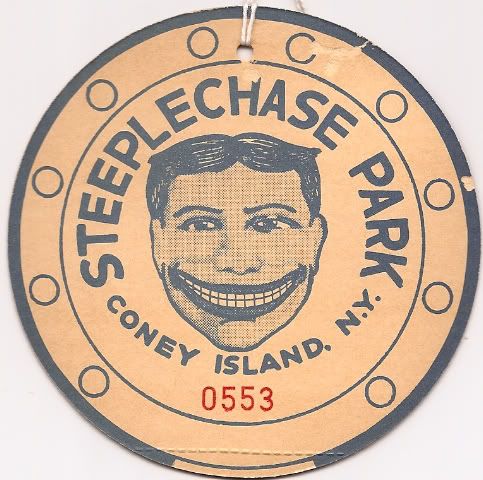 STEEPLECHASE PARK
CONEY ISLAND, N.Y.
0553